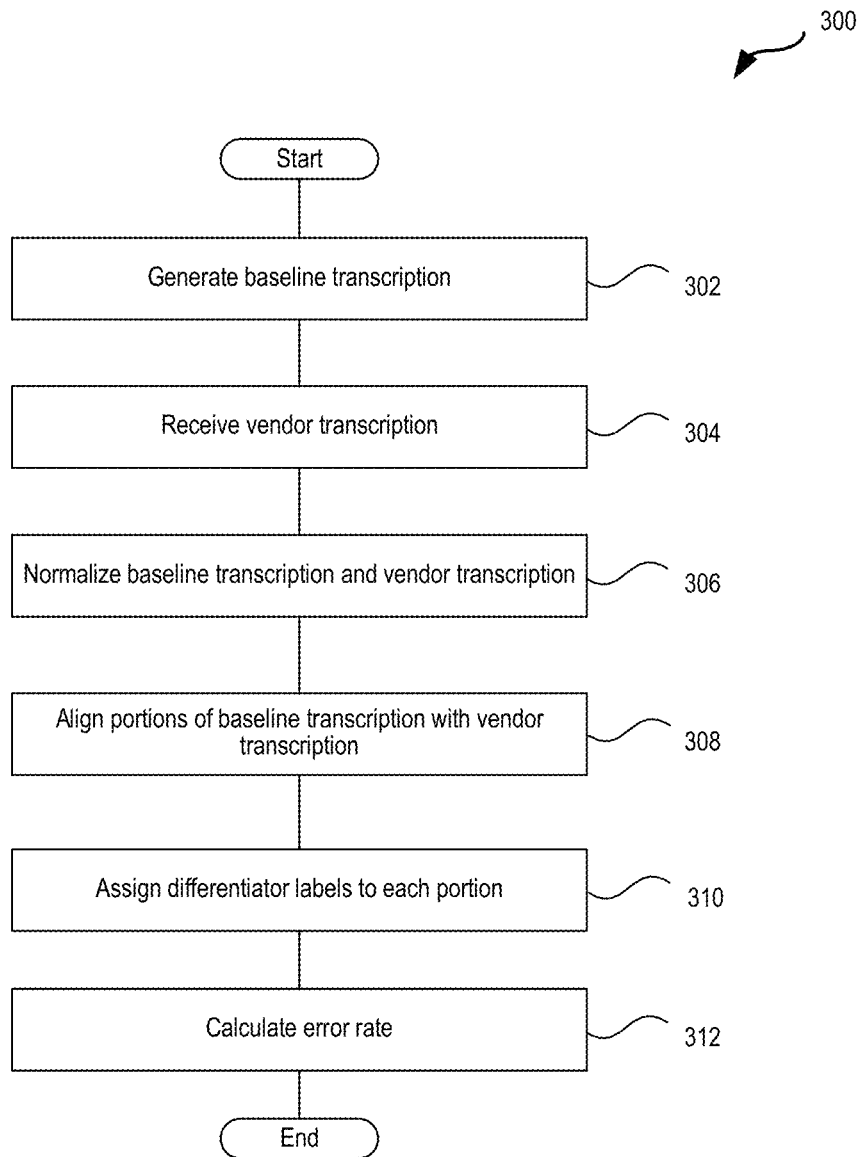 300
Start
Generate baseline transcription
302
Receive vendor transcription
304
Normalize baseline transcription and vendor transcription
306
Align portions of baseline transcription with vendor
transcription
308
Assign differentiator labels to each portion
310
Calculate error rate
312
End